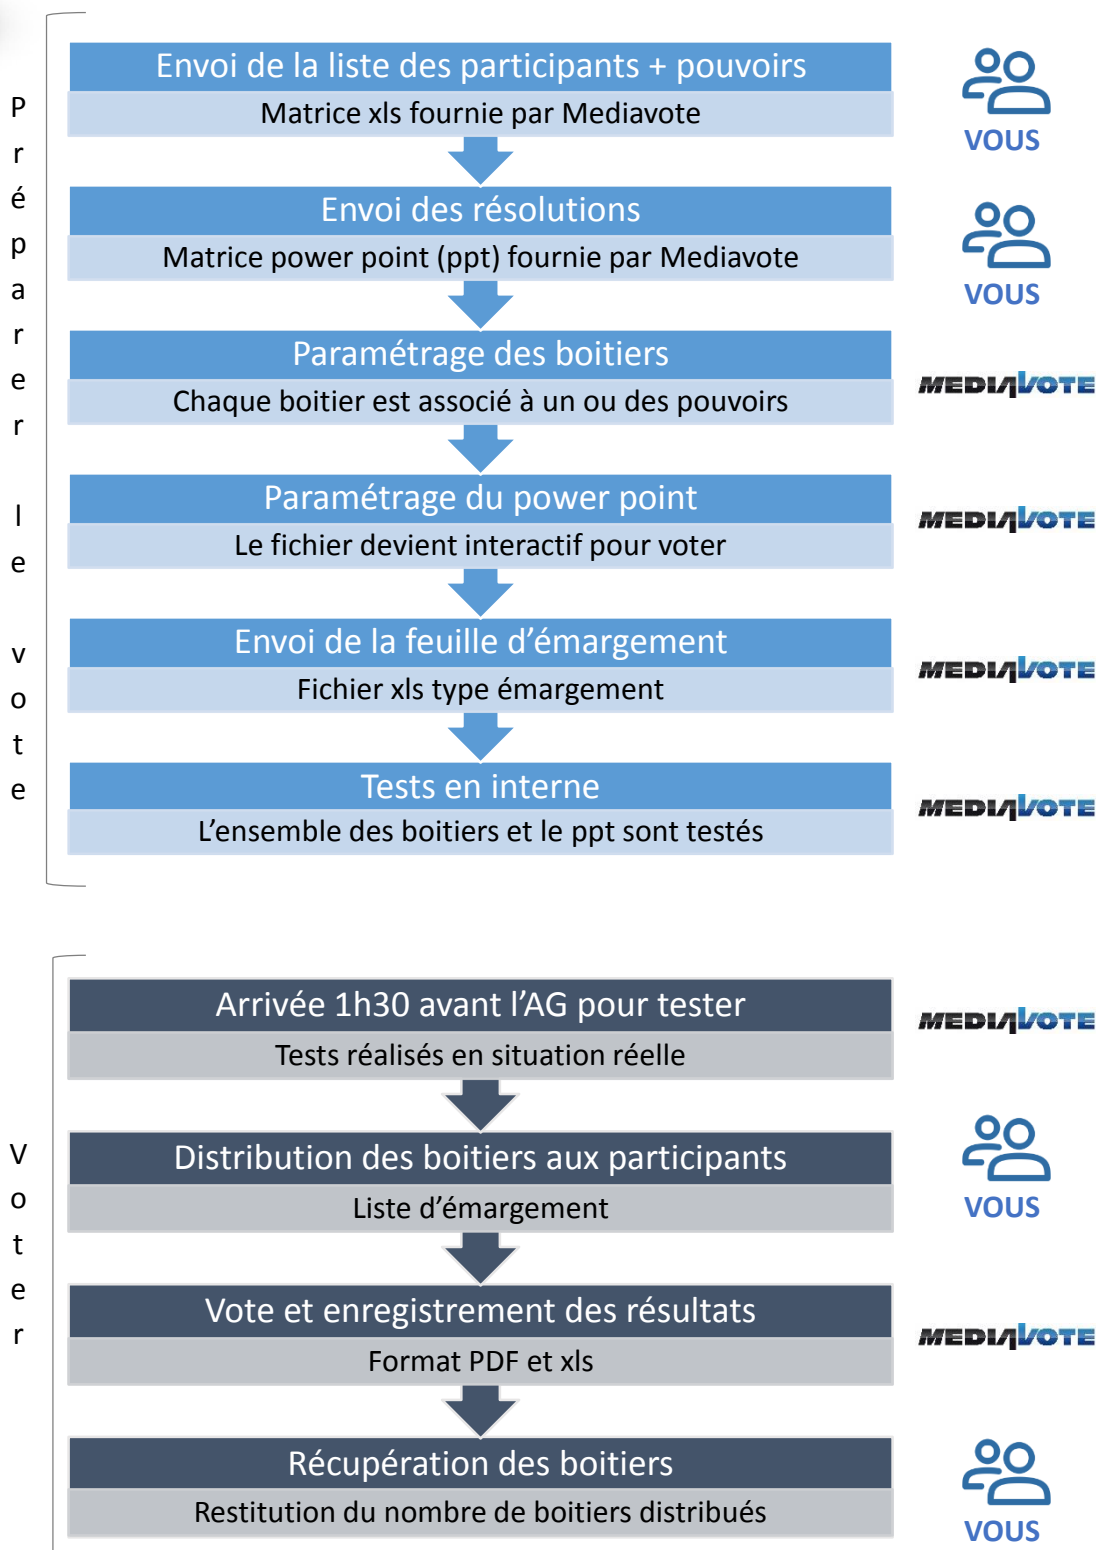 Préparer le vote
Envoi de la liste des participants + pouvoirs
Matrice xls fournie par Mediavote
VOUS
Envoi des résolutions
Matrice power point (ppt) fournie par Mediavote
VOUS
Paramétrage des boitiers
Chaque boitier est associé à un ou des pouvoirs
MEDIAVOTE
Paramétrage du power point
Le fichier devient interactif pour voter
MEDIAVOTE
Envoi de la feuille d’émargement
Fichier xls type émargement
MEDIAVOTE
Tests en interne
L’ensemble des boitiers et le ppt sont testés
MEDIAVOTE
Voter
Arrivée 1h30 avant l’AG pour tester
Tests réalisés en situation réelle
MEDIAVOTE
Distribution des boitiers aux participants
Liste d’émargement
VOUS
Vote et enregistrement des résultats
Format PDF et xls
MEDIAVOTE
Récupération des boitiers
Restitution du nombre de boitiers distribués
VOUS